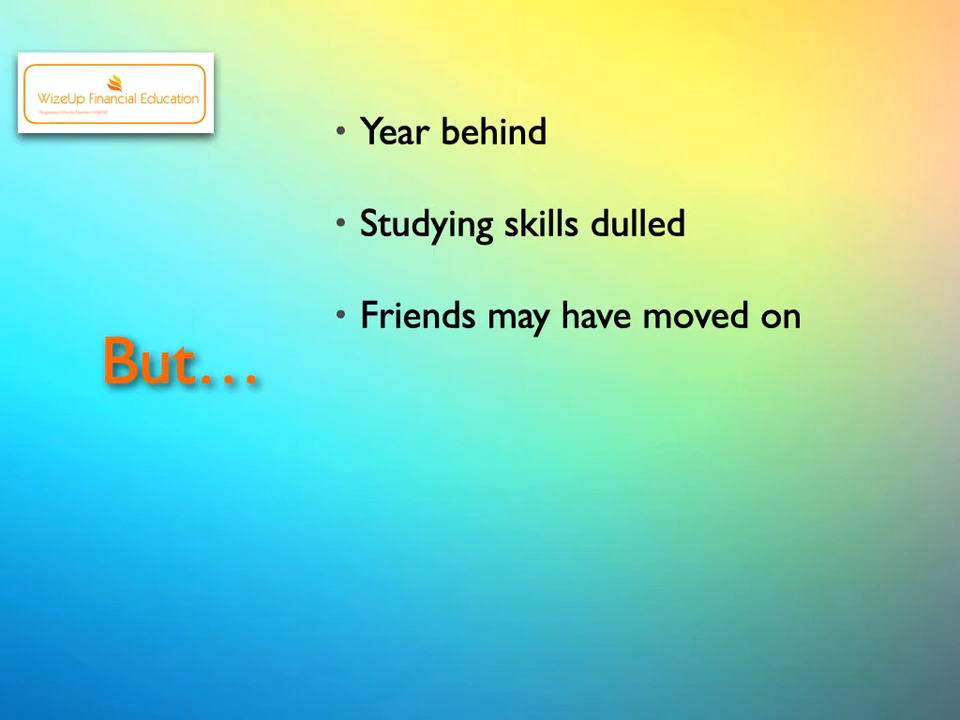 WizeUp Financial Education
• Year behind
• Studying skills dulled
• Friends may have moved on
But…